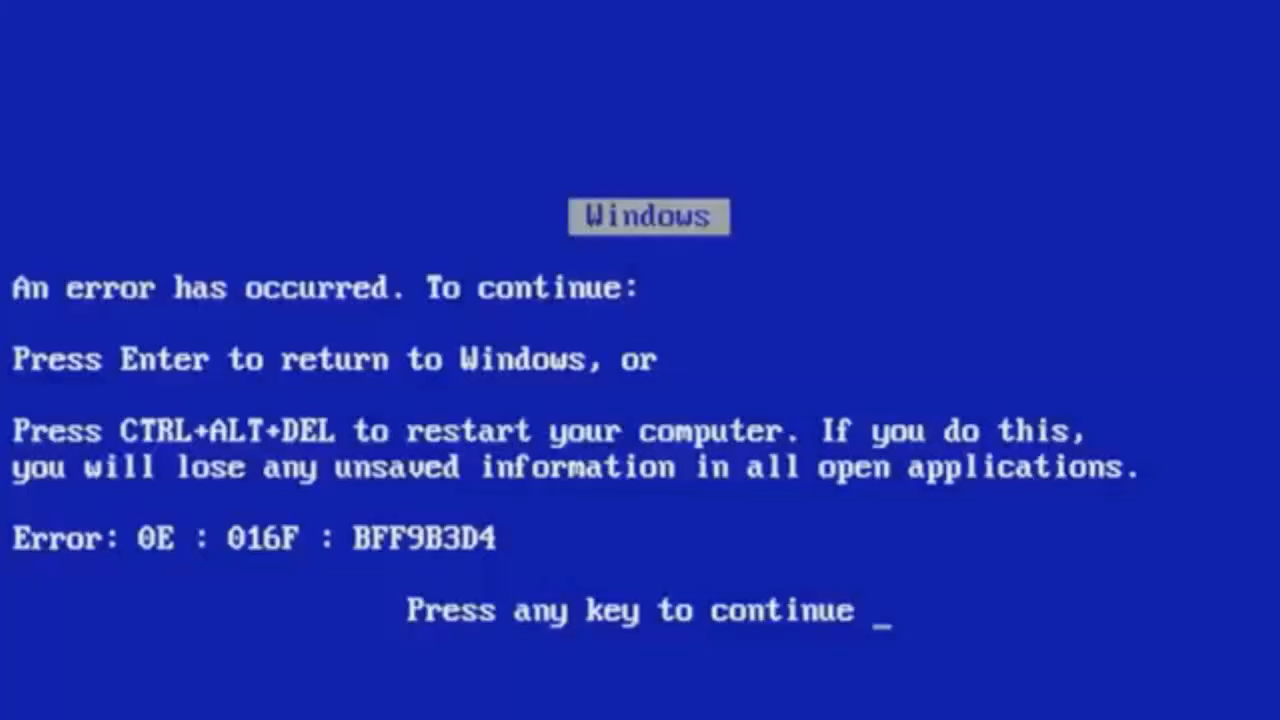 Windows
An error has occurred. To continue:
Press Enter to return to Windows, or
Press CTRL+ALT+DEL to restart your computer. If you do this,
you will lose any unsaved information in all open applications.
Error: 0E : 016F : BFF9B3D4
Press any key to continue _